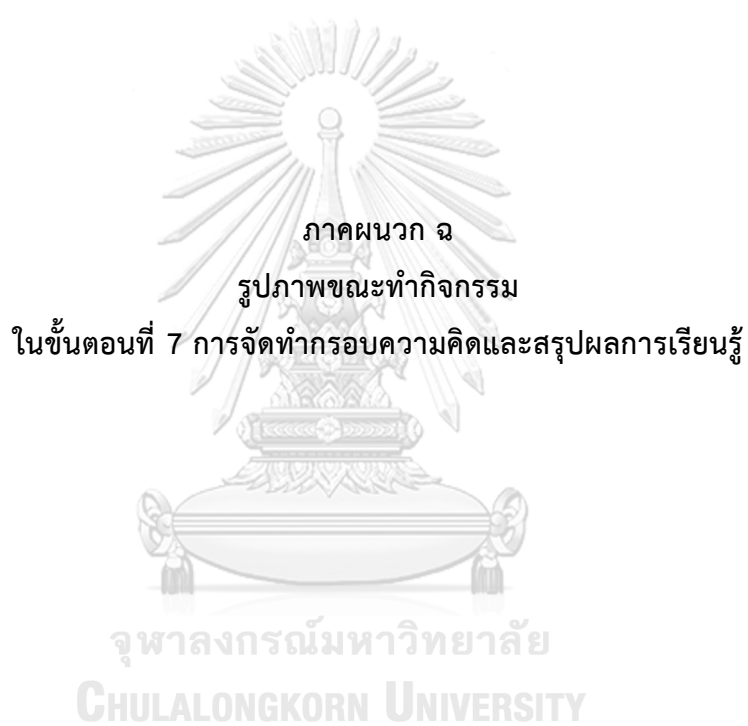 ภาคผนวก ฉ
รูปภาพขณะทำกิจกรรม
ในขั้นตอนที่ 7 การจัดทำกรอบความคิดและสรุปผลการเรียนรู้
จุฬาลงกรณ์มหาวิทยาลัย
CHULALONGKORN UNIVERSITY